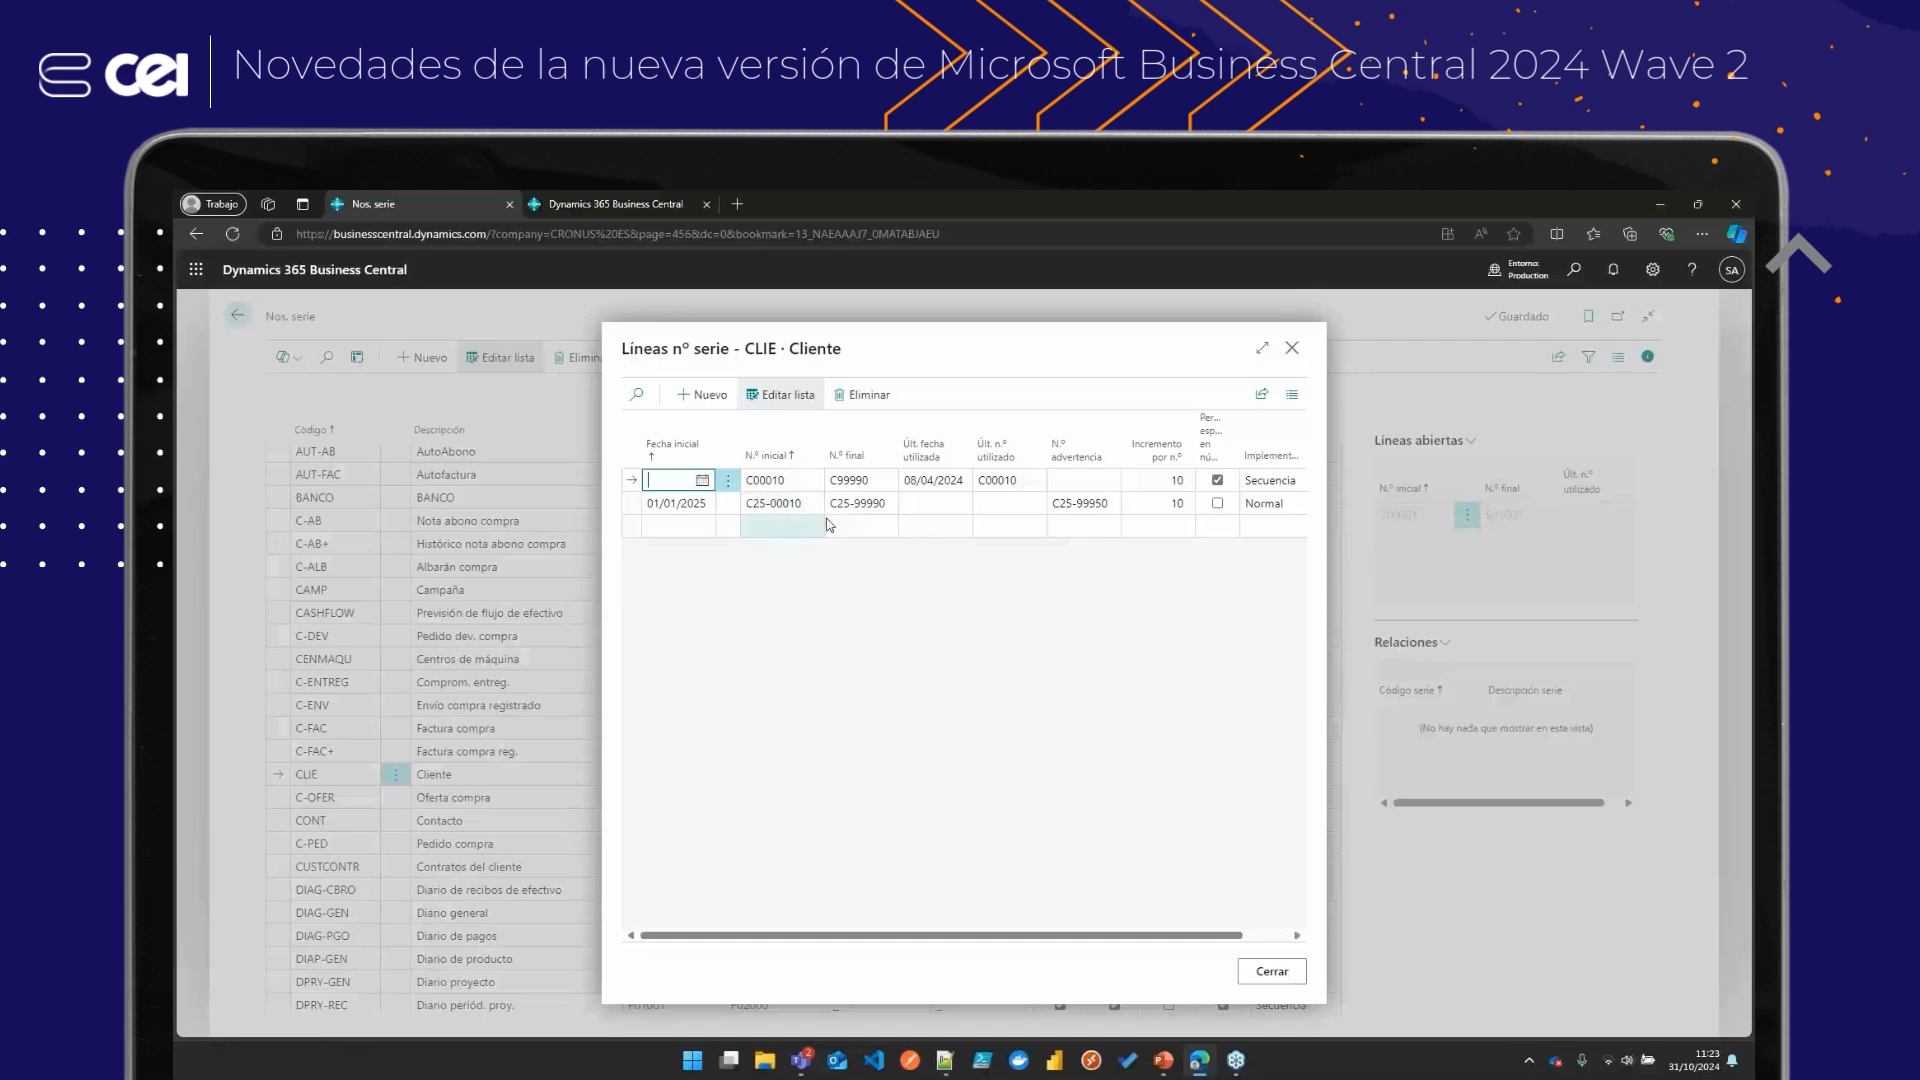 cei
Novedades de la nueva versión de Microsoft Business Central 2024 Wave 2
Trabajo
Nos. serie
Dynamics 365 Business Central
https://businesscentral.dynamics.com/?company=CRONUS%20ES&page=456&dc=0&bookmark=13_NAEAAAJ7_0MATABJAEU
Dynamics 365 Business Central
Entorno:
Production
SA
Nos. serie
Guardado
Nuevo
Editar lista
Elimin
Código ↑
Descripción
AUT-AB
AutoAbono
AUT-FAC
Autofactura
BANCO
BANCO
C-AB
Nota abono compra
C-AB+
Histórico nota abono compra
C-ALB
Albarán compra
CAMP
Campaña
CASHFLOW
Previsión de flujo de efectivo
C-DEV
Pedido dev. compra
CENMAQU
Centros de máquina
C-ENTREG
Comprom. entreg.
C-ENV
Envío compra registrado
C-FAC
Factura compra
C-FAC+
Factura compra reg.
CLIE
Cliente
C-OFER
Oferta compra
CONT
Contacto
C-PED
Pedido compra
CUSTCONTR
Contratos del cliente
DIAG-CBRO
Diario de recibos de efectivo
DIAG-GEN
Diario general
DIAG-PGO
Diario de pagos
DIAP-GEN
Diario de producto
DPRY-GEN
Diario proyecto
DPRY-REC
Diario periód. proy.
P01001
P02000
Secuencia
Líneas nº serie - CLIE · Cliente
Nuevo
Editar lista
Eliminar
Fecha inicial
↑
N.º inicial ↑
N.º final
Últ. fecha
utilizada
Últ. n.º
utilizado
N.º
advertencia
Incremento
por n.º
Per...
esp...
en
nú...
Implement...
C00010
C99990
08/04/2024
C00010
10
Secuencia
01/01/2025
C25-00010
C25-99990
C25-99950
10
Normal
Cerrar
Líneas abiertas
N.º inicial ↑
N.º final
Últ. n.º
utilizado
Relaciones
Código serie ↑
Descripción serie
(No hay nada que mostrar en esta vista)
2
11:23
31/10/2024